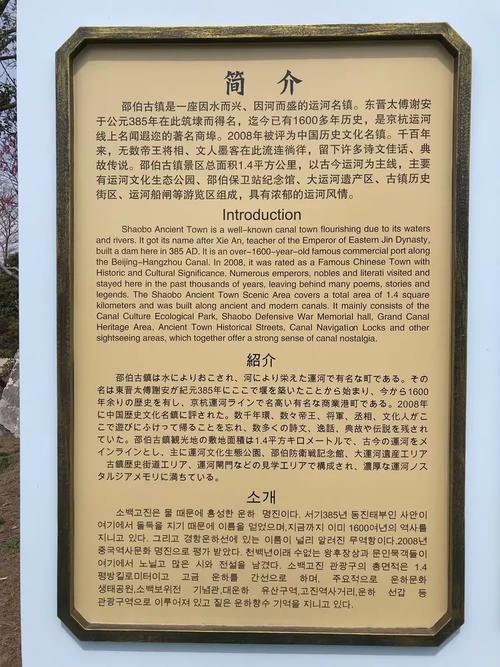 简 介
邵伯古镇是一座因水而兴、因河而盛的运河名镇。东晋太傅谢安
于公元385年在此筑埭而得名，迄今已有1600多年历史，是京杭运河
线上名闻遐迩的著名商埠。2008年被评为中国历史文化名镇。千百年
来，无数帝王将相、文人墨客在此流连徜徉，留下许多诗文佳话、典
故传说。邵伯古镇景区总面积1.4平方公里，以古今运河为主线，主要
有运河文化生态公园、邵伯保卫站纪念馆、大运河遗产区、古镇历史
街区、运河船闸等游览区组成，具有浓郁的运河风情。
Introduction
Shaobo Ancient Town is a well-known canal town flourishing due to its waters
and rivers. It got its name after Xie An, teacher of the Emperor of Eastern Jin Dynasty,
built a dam here in 385 AD. It is an over-1600-year-old famous commercial port along
the Beijing-Hangzhou Canal. In 2008, it was rated as a Famous Chinese Town with
Historic and Cultural Significance. Numerous emperors, nobles and literati visited and
stayed here in the past thousands of years, leaving behind many poems, stories and
legends. The Shaobo Ancient Town Scenic Area covers a total area of 1.4 square
kilometers and was built along ancient and modern canals. It mainly consists of the
Canal Culture Ecological Park, Shaobo Defensive War Memorial hall, Grand Canal
Heritage Area, Ancient Town Historical Streets, Canal Navigation Locks and other
sightseeing areas, which together offer a strong sense of canal nostalgia.
紹介
邵伯古鎮は水によりおこされ、河により栄えた運河で有名な町である。その
名は東晋太傅謝安が紀元385年にここで堰を築いたことから始まり、今から1600
年余りの歴史を有し、京杭運河ラインで名高い有名な商業港町である。2008年
に中国歴史文化名鎮に評された。数千年環、数々帝王、将軍、丞相、文化人がこ
こで遊びにふけって帰ることを忘れ、数多くの詩文、逸話、典故や伝説を残され
ていた。邵伯古鎮観光地の敷地面積は1.4平方キロメートルで、古今の運河をメ
インラインとし、主に運河文化生態公園、邵伯防衛戦記念館、大運河遺産エリア
古鎮歴史街道エリア、運河閘門などの見学エリアで構成され、濃厚な運河ノス
タルジアメモリに満ちている。
소개
소백고진은 물 때문에 흥성한 운하 명진이다. 서기385년 동진태부인 사안이
여기에서 둘둑을 지기 때문에 이름을 얻었으며,지금까지 이미 1600여년의 역사를
지니고 있다. 그리고 경항운하선에 있는 이름이 널리 알려진 무역항이다.2008년
중국역사문화 명진으로 평가 받았다. 천백년이래 수없는 왕후장상과 문인묵객들이
여기에서 노닐고 많은 시와 전설을 남겼다. 소백고진의 총면적은 1.4
평방킬로미터이고 고금 운하를 간선으로 하며, 주요적으로 운하문화
생태공원,소백보위전 기념관,대운하 유산구역,고진역사거리,운하 선갑 등
관광구역으로 이루어져 있고 짙은 운하향수 기억을 지니고 있다.